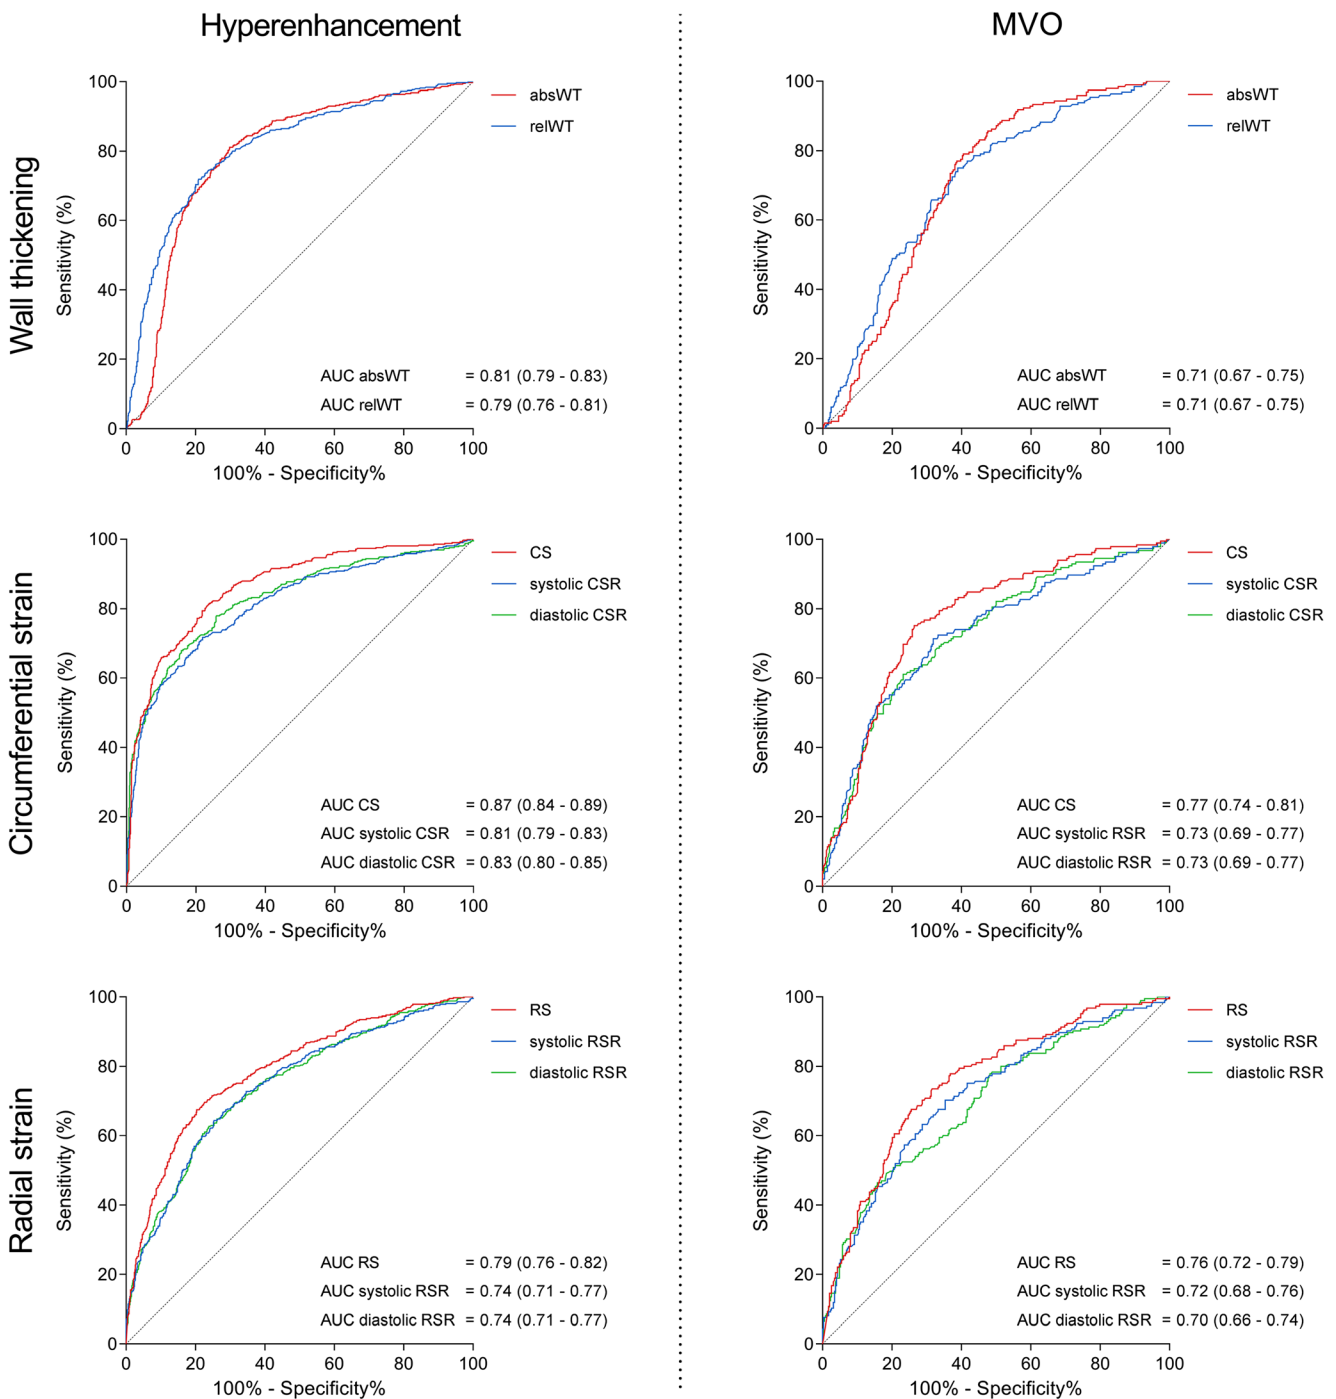 Hyperenhancement
MVO
Wall thickening
100
80
60
40
20
0
Sensitivity (%)
absWT
relWT
AUC absWT = 0.81 (0.79 - 0.83)
AUC relWT = 0.79 (0.76 - 0.81)
0 20 40 60 80 100
100% - Specificity%
100
80
60
40
20
0
Sensitivity (%)
absWT
relWT
AUC absWT = 0.71 (0.67 - 0.75)
AUC relWT = 0.71 (0.67 - 0.75)
0 20 40 60 80 100
100% - Specificity%
Circumferential strain
100
80
60
40
20
0
Sensitivity (%)
CS
systolic CSR
diastolic CSR
AUC CS = 0.87 (0.84 - 0.89)
AUC systolic CSR = 0.81 (0.79 - 0.83)
AUC diastolic CSR = 0.83 (0.80 - 0.85)
0 20 40 60 80 100
100% - Specificity%
100
80
60
40
20
0
Sensitivity (%)
CS
systolic CSR
diastolic CSR
AUC CS = 0.77 (0.74 - 0.81)
AUC systolic RSR = 0.73 (0.69 - 0.77)
AUC diastolic RSR = 0.73 (0.69 - 0.77)
0 20 40 60 80 100
100% - Specificity%
Radial strain
100
80
60
40
20
0
Sensitivity (%)
RS
systolic RSR
diastolic RSR
AUC RS = 0.79 (0.76 - 0.82)
AUC systolic RSR = 0.74 (0.71 - 0.77)
AUC diastolic RSR = 0.74 (0.71 - 0.77)
0 20 40 60 80 100
100% - Specificity%
100
80
60
40
20
0
Sensitivity (%)
RS
systolic RSR
diastolic RSR
AUC RS = 0.76 (0.72 - 0.79)
AUC systolic RSR = 0.72 (0.68 - 0.76)
AUC diastolic RSR = 0.70 (0.66 - 0.74)
0 20 40 60 80 100
100% - Specificity%